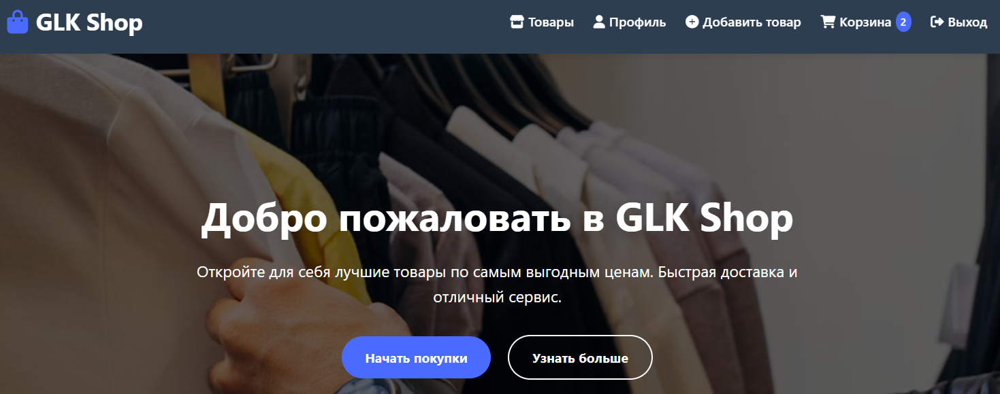 GLK Shop
Товары Профиль Добавить товар Корзина 2 Выход
Добро пожаловать в GLK Shop
Откройте для себя лучшие товары по самым выгодным ценам. Быстрая доставка и
отличный сервис.
Начать покупки Узнать больше